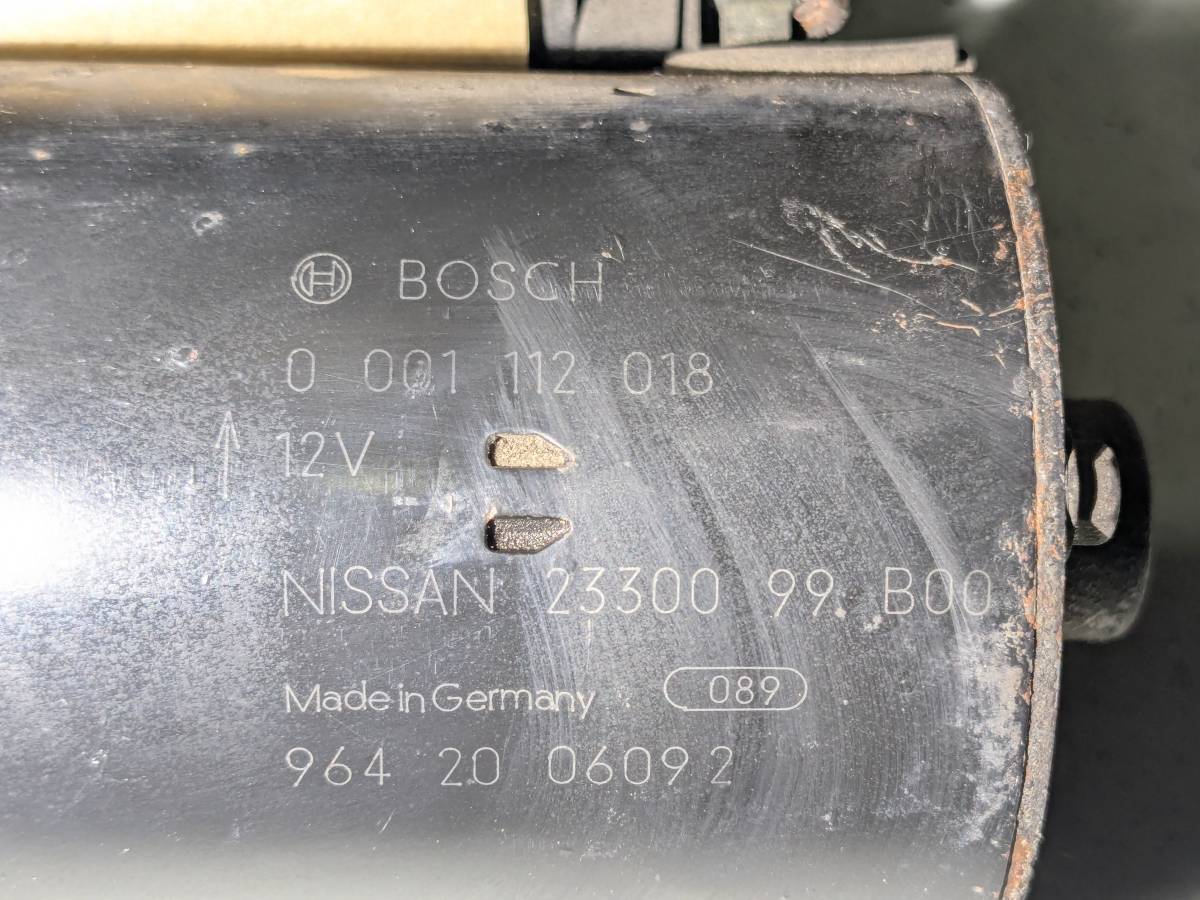 BOSCH
0 001 112 018
12V
NISSAN 23300 99 B00
Made in Germany 089
964 20 06092